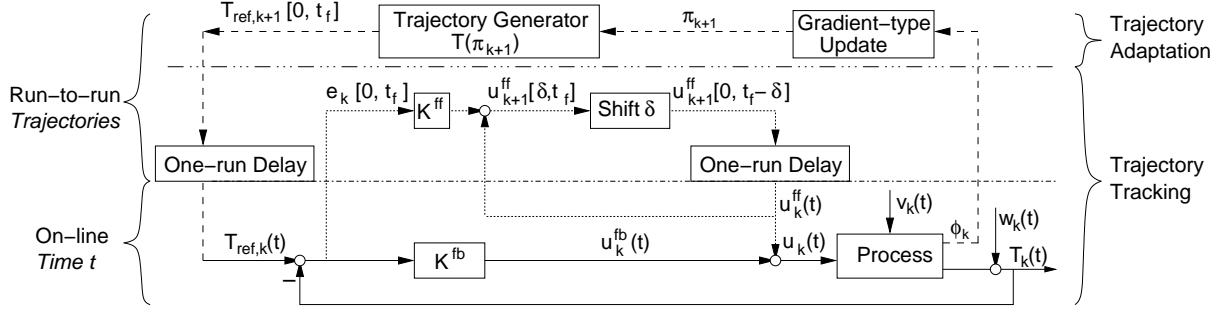 T_ref,k+1 [0, t_f]
Trajectory Generator
T(π_k+1)
π_k+1
Gradient-type
Update
Trajectory
Adaptation
Run-to-run
Trajectories
e_k [0, t_f]
K^ff
u^ff_k+1[δ,t_f]
Shift δ
u^ff_k+1[0, t_f-δ]
One-run Delay
One-run Delay
Trajectory
Tracking
u^ff_k(t)
v_k(t)
w_k(t)
On-line
Time t
T_ref,k(t)
K^fb
u^fb_k(t)
u_k(t)
Process
ϕ_k
T_k(t)
−